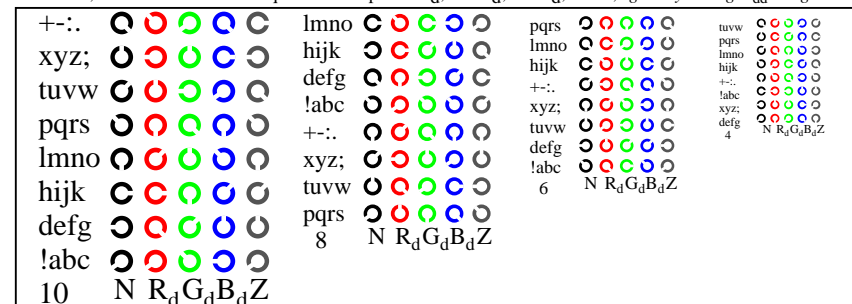 +-:.
xyz;
tuvw
pqrs
lmno
hijk
defg
!abc
10 N RdGdBdZ
lmno
hijk
defg
!abc
+-:.
xyz;
tuvw
pqrs
8 N RdGdBdZ
pqrs
lmno
hijk
+-:.
xyz;
tuvw
defg
!abc
6 N RdGdBdZ
tuvw
pqrs
lmno
hijk
+-:.
!abc
xyz;
defg
4 N RdGdBdZ